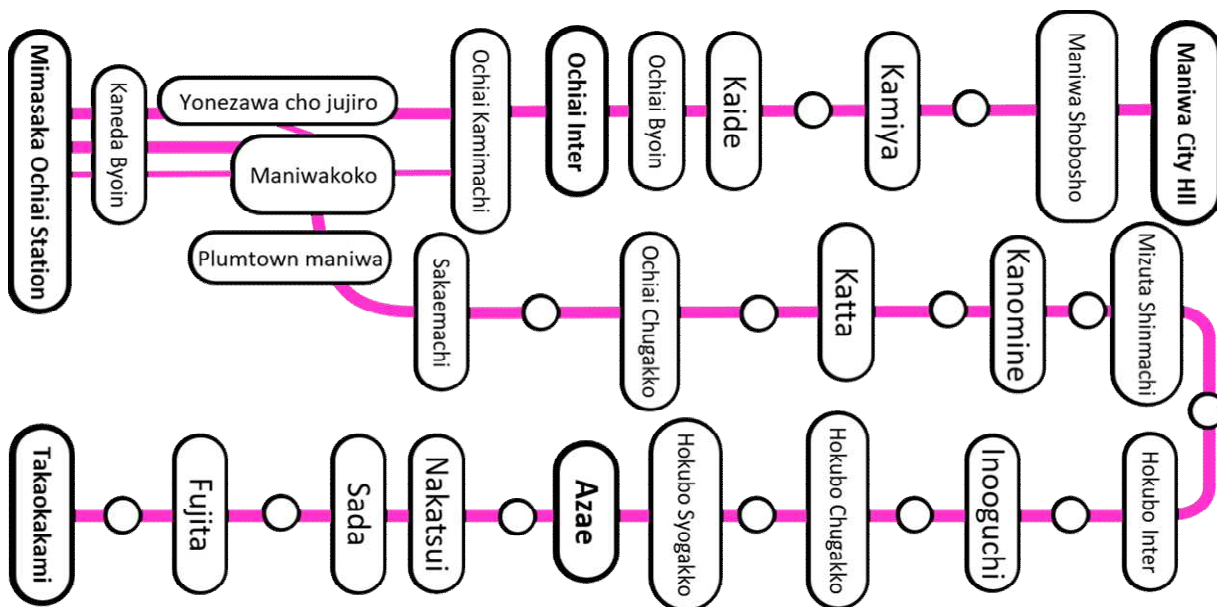 Mimasaka Ochiai Station
Kaneda Byoin
Yonezawa cho jujiro
Maniwakoko
Plumtown maniwa
Ochiai Kamimachi
Ochiai Inter
Ochiai Byoin
Kaide
Kamiya
Maniwa Shobosho
Maniwa City Hll
Sakaemachi
Ochiai Chugakko
Katta
Kanomine
Mizuta Shinmachi
Takaokakami
Fujita
Sada
Nakatsui
Azae
Hokubo Syogakko
Hokubo Chugakko
Inooguchi
Hokubo Inter